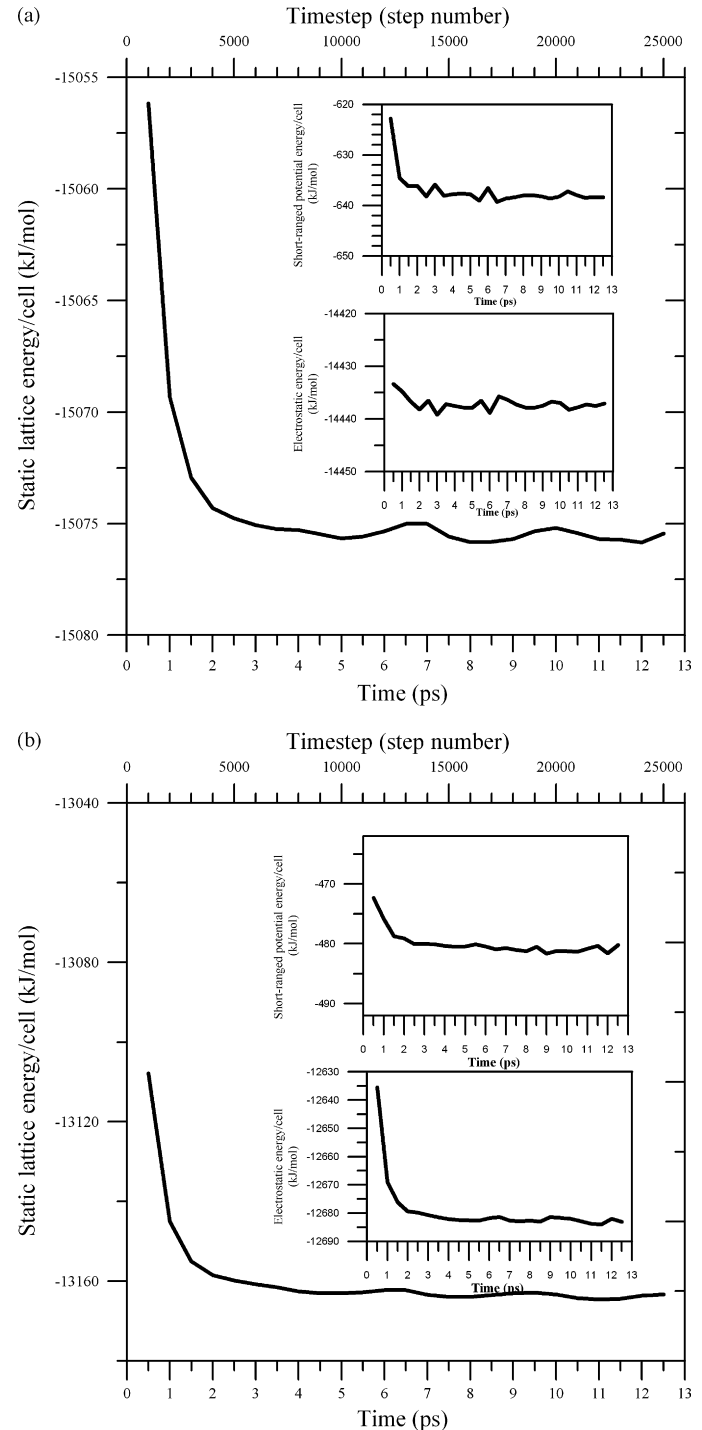 (a)
Timestep (step number)
0 5000 10000 15000 20000 25000
Static lattice energy/cell (kJ/mol)
-15055
-15060
-15065
-15070
-15075
-15080
Short-ranged potential energy/cell
(kJ/mol)
-620
-630
-640
-650
0 1 2 3 4 5 6 7 8 9 10 11 12 13
Time (ps)
Electrostatic energy/cell
(kJ/mol)
-14420
-14430
-14440
-14450
0 1 2 3 4 5 6 7 8 9 10 11 12 13
Time (ps)
0 1 2 3 4 5 6 7 8 9 10 11 12 13
Time (ps)
(b)
Timestep (step number)
0 5000 10000 15000 20000 25000
Static lattice energy/cell (kJ/mol)
-13040
-13080
-13120
-13160
Short-ranged potential energy/cell
(kJ/mol)
-470
-480
-490
0 1 2 3 4 5 6 7 8 9 10 11 12 13
Time (ps)
Electrostatic energy/cell
(kJ/mol)
-12630
-12640
-12650
-12660
-12670
-12680
-12690
0 1 2 3 4 5 6 7 8 9 10 11 12 13
Time (ps)
0 1 2 3 4 5 6 7 8 9 10 11 12 13
Time (ps)